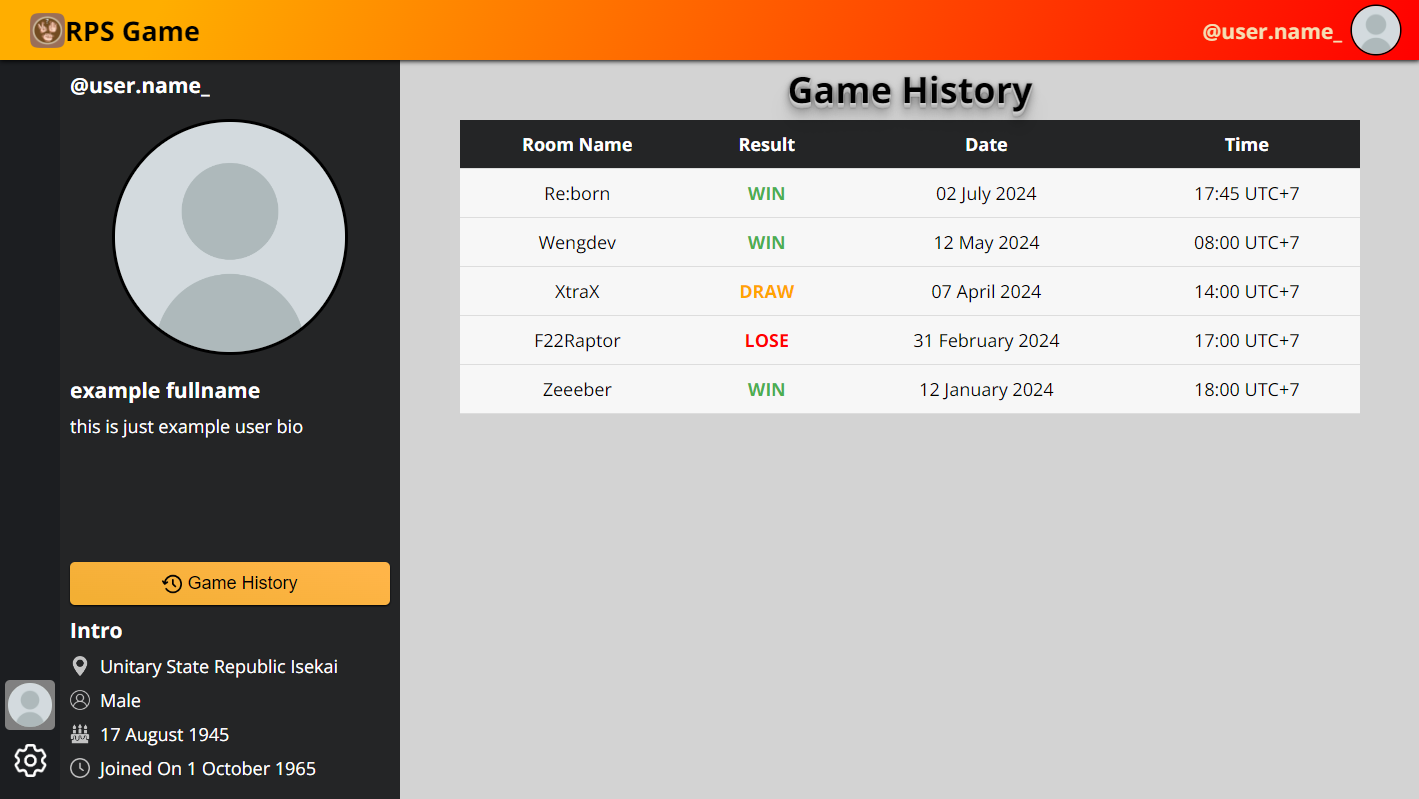 RPS Game
@user.name_
@user.name_
example fullname
this is just example user bio
Game History
Intro
Unitary State Republic Isekai
Male
17 August 1945
Joined On 1 October 1965
Game History
Room Name Result Date Time
Re:born WIN 02 July 2024 17:45 UTC+7
Wengdev WIN 12 May 2024 08:00 UTC+7
XtraX DRAW 07 April 2024 14:00 UTC+7
F22Raptor LOSE 31 February 2024 17:00 UTC+7
Zeeeber WIN 12 January 2024 18:00 UTC+7